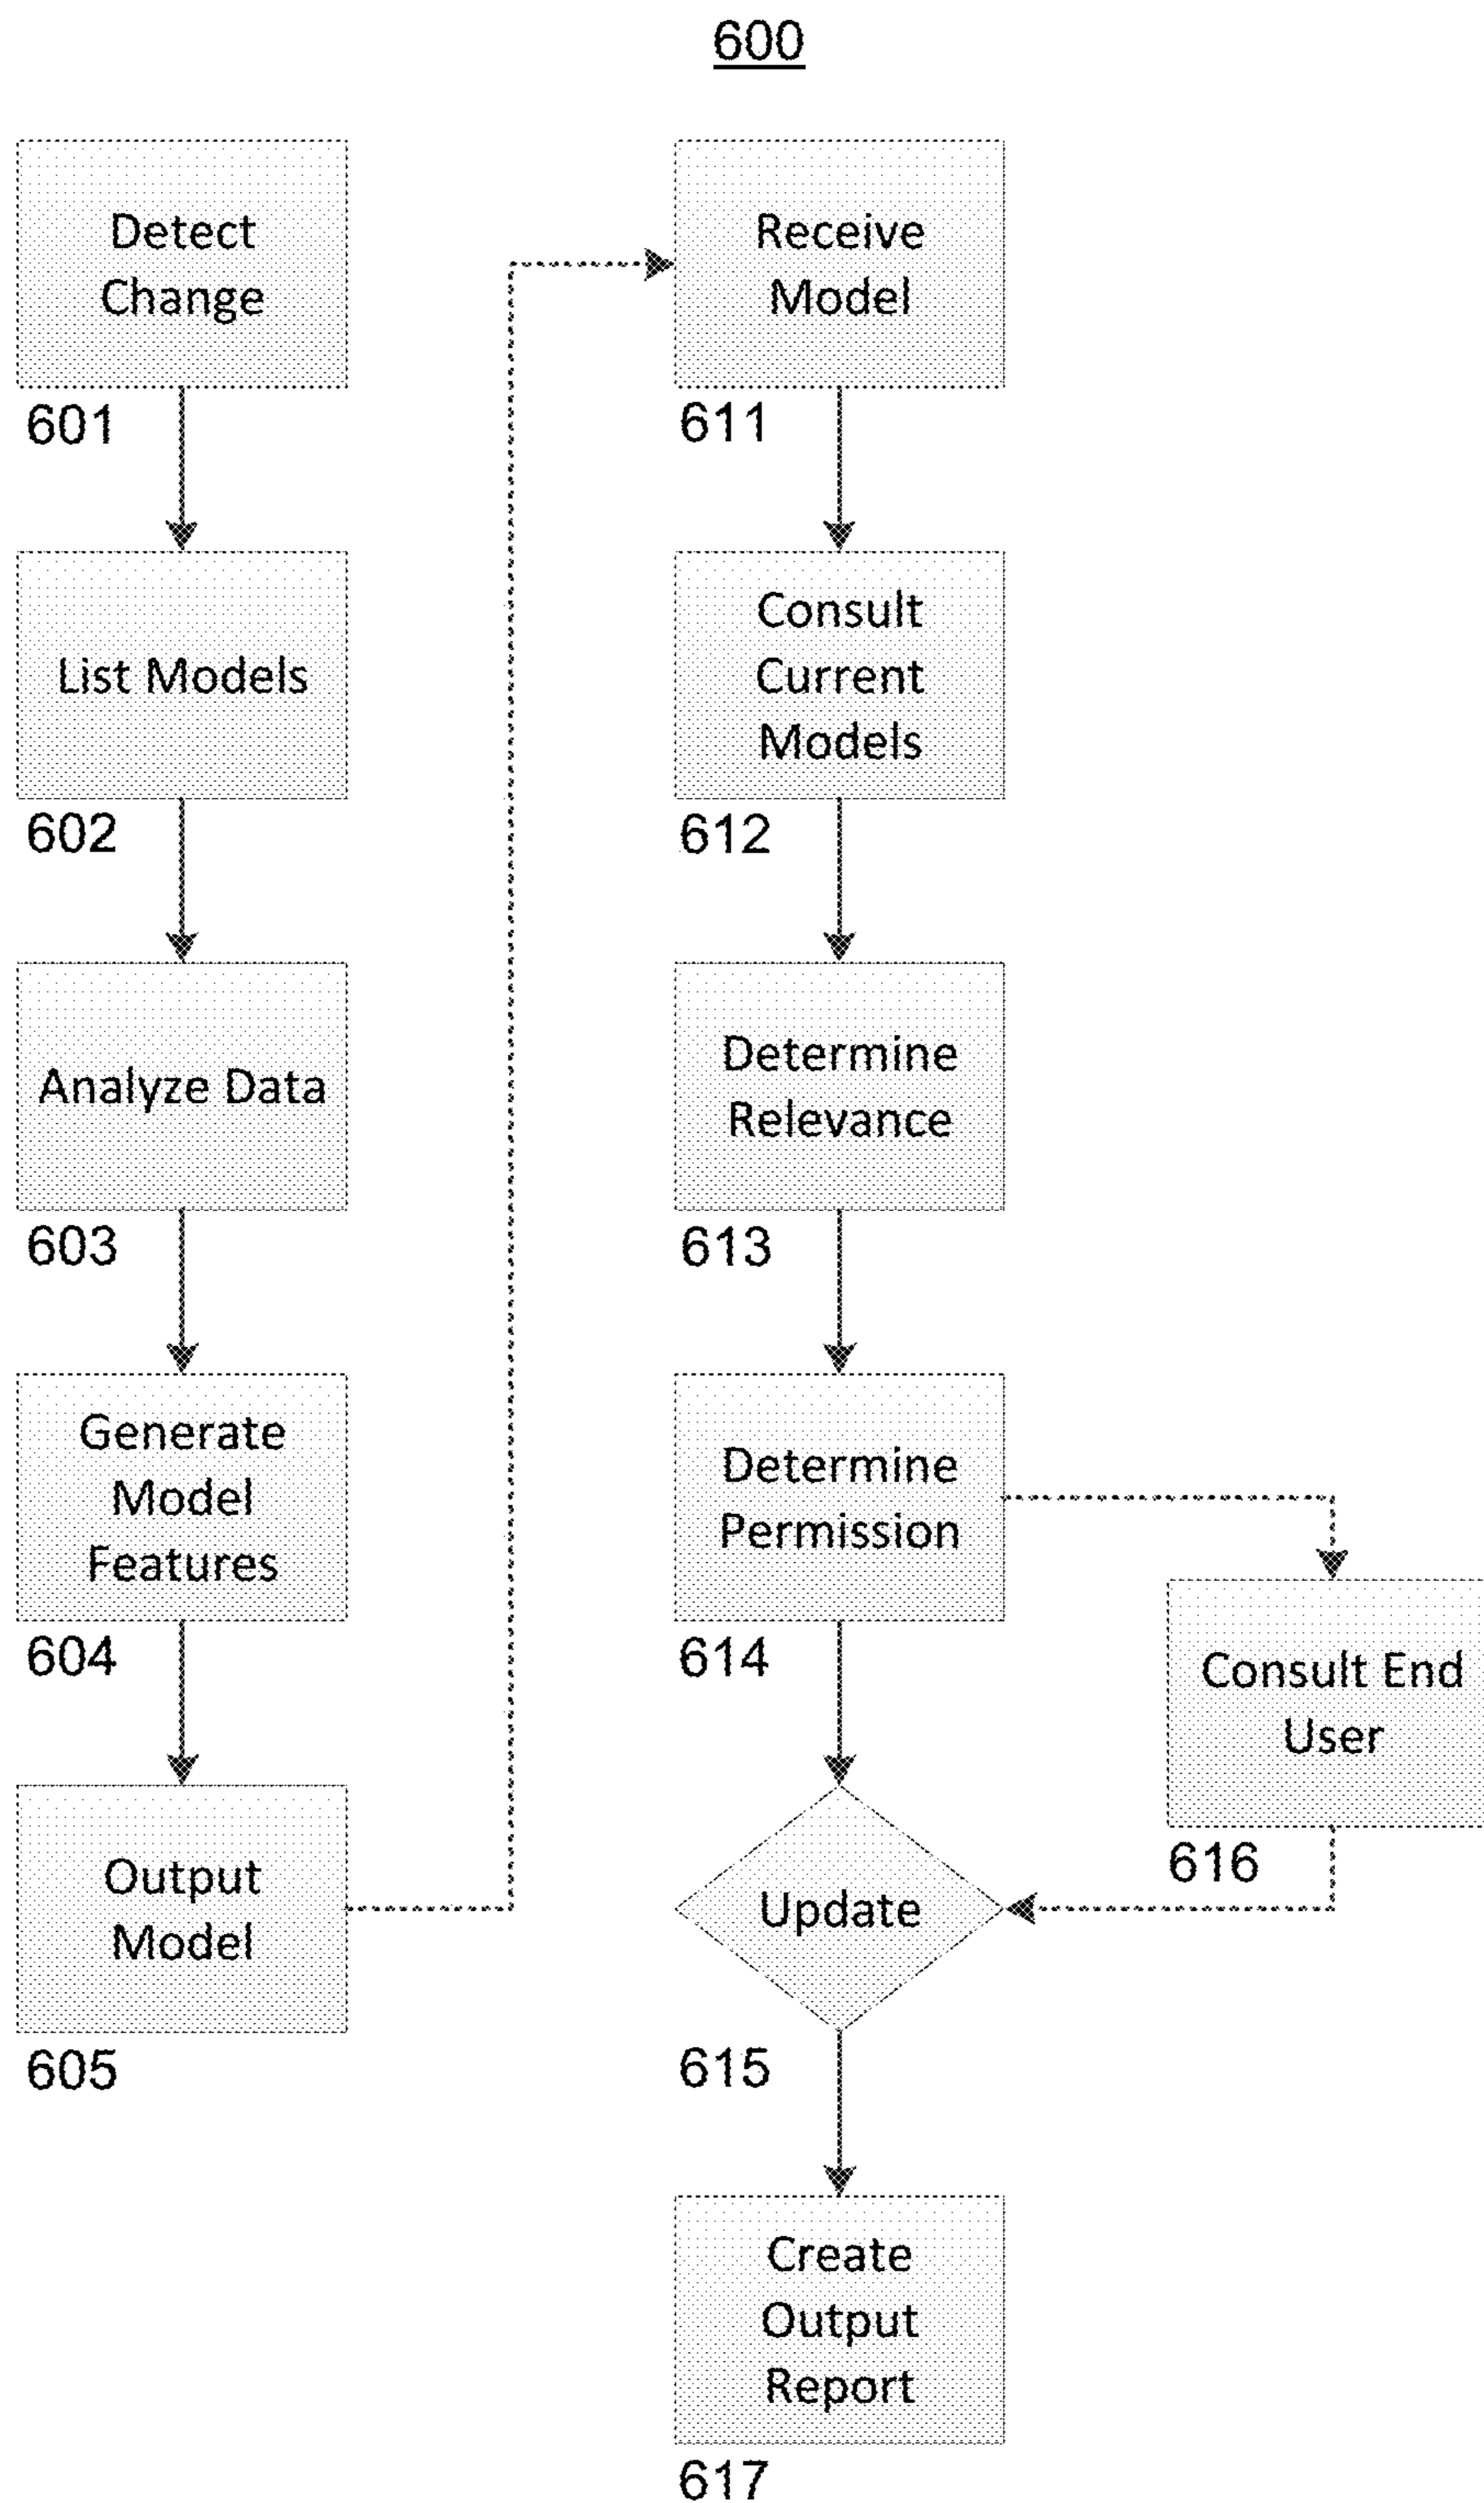 600
Detect
Change
601
List Models
602
Analyze Data
603
Generate
Model
Features
604
Output
Model
605
Receive
Model
611
Consult
Current
Models
612
Determine
Relevance
613
Determine
Permission
614
Consult End
User
616
Update
615
Create
Output
Report
617